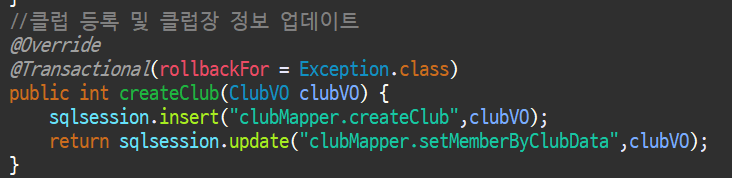 }
//클럽 등록 및 클럽장 정보 업데이트
@Override
@Transactional(rollbackFor = Exception.class)
public int createClub(ClubVO clubVO) {
    sqlsession.insert("clubMapper.createClub",clubVO);
    return sqlsession.update("clubMapper.setMemberByClubData",clubVO);
}